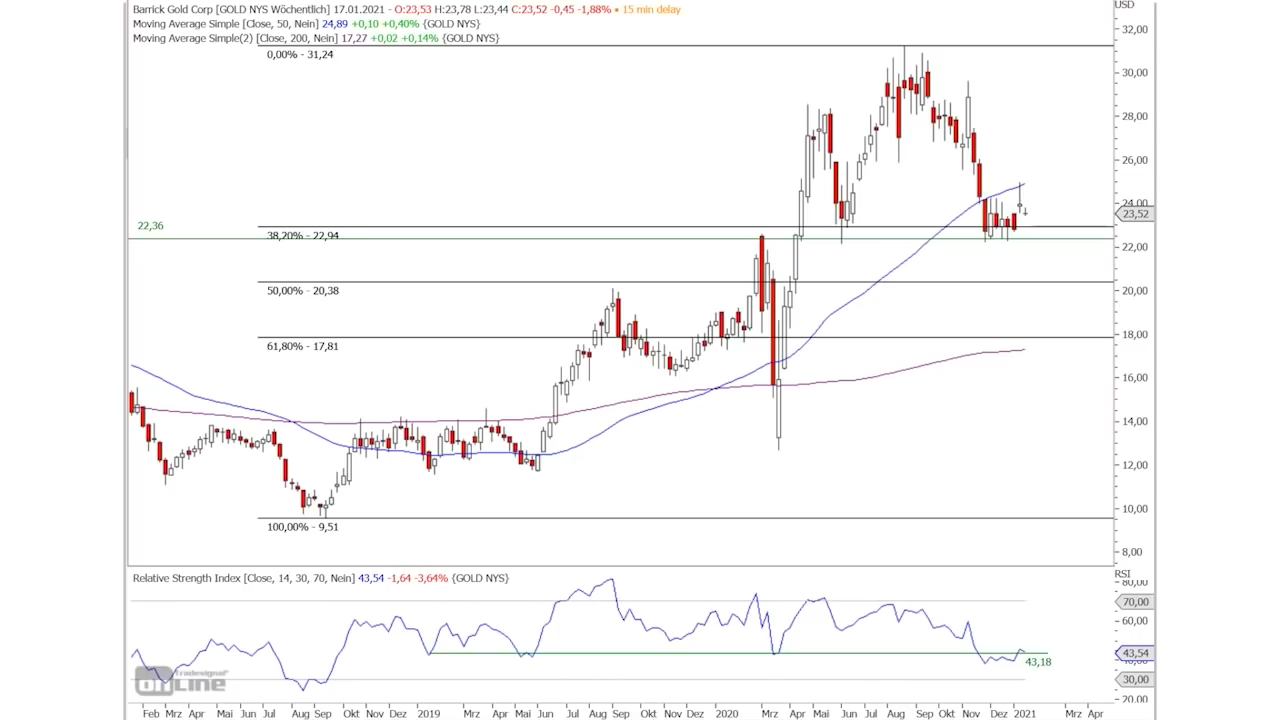 Barrick Gold Corp [GOLD NYS Wöchentlich] 17.01.2021 - O:23,53 H:23,78 L:23,44 C:23,52 -0,45 -1,88% • 15 min delay
USD
Moving Average Simple [Close, 50, Nein] 24,89 +0,10 +0,40% {GOLD NYS}
Moving Average Simple(2) [Close, 200, Nein] 17,27 +0,02 +0,14% {GOLD NYS}
32,00
0,00% - 31,24
30,00
28,00
26,00
24,00
23,52
22,36
38,20% - 22,94
22,00
50,00% - 20,38
20,00
18,00
61,80% - 17,81
16,00
14,00
12,00
10,00
100,00% - 9,51
8,00
Relative Strength Index [Close, 14, 30, 70, Nein] 43,54 -1,64 -3,64% {GOLD NYS}
RSI
80,00
70,00
60,00
43,54
43,18
40,00
30,00
Tradesignal
OnLine
20,00
Feb Mrz Apr Mai Jun Jul Aug Sep Okt Nov Dez 2019 Mrz Apr Mai Jun Jul Aug Sep Okt Nov Dez 2020 Mrz Apr Mai Jun Jul Aug Sep Okt Nov Dez 2021 Mrz Apr